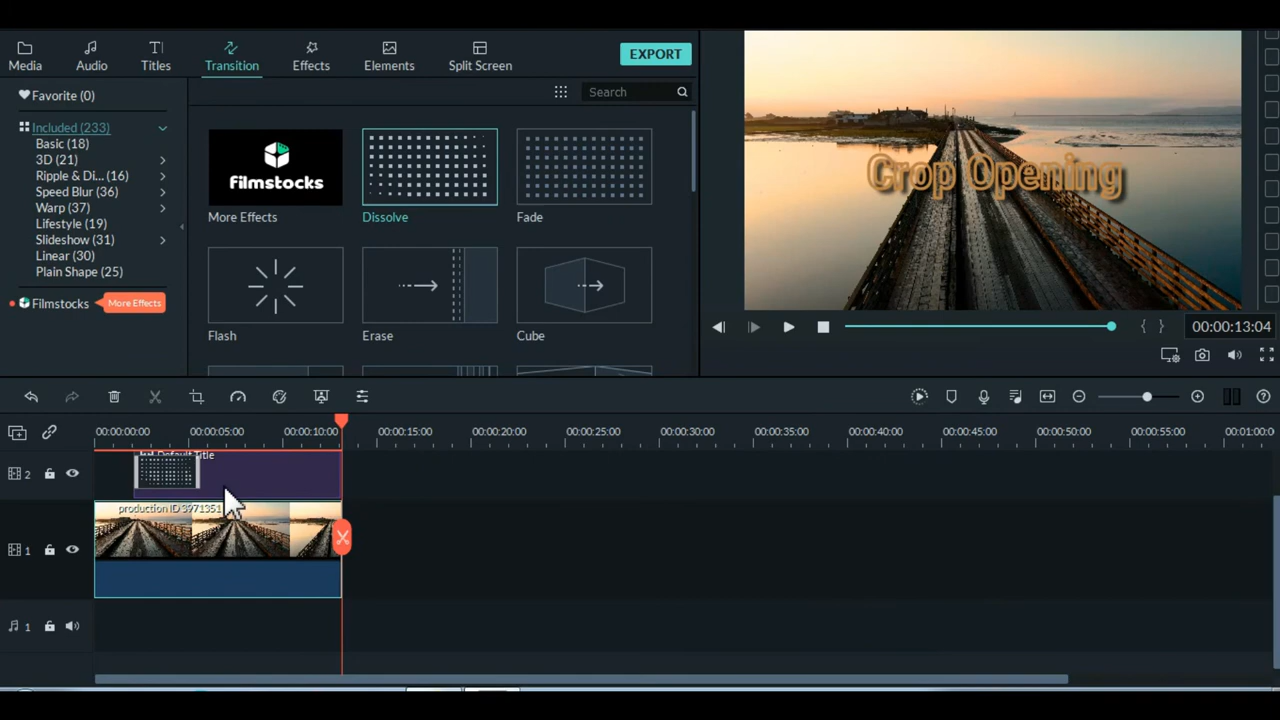 Media
Audio
Titles
Transition
Effects
Elements
Split Screen
EXPORT
Favorite (0)
Included (233)
Basic (18)
3D (21)
Ripple & Di... (16)
Speed Blur (36)
Warp (37)
Lifestyle (19)
Slideshow (31)
Linear (30)
Plain Shape (25)
Filmstocks
More Effects
Search
filmstocks
More Effects
Dissolve
Fade
Flash
Erase
Cube
Crop Opening
00:00:13:04
00:00:00:00
00:00:05:00
00:00:10:00
00:00:15:00
00:00:20:00
00:00:25:00
00:00:30:00
00:00:35:00
00:00:40:00
00:00:45:00
00:00:50:00
00:00:55:00
00:01:00:0
2
Default Title
production ID 3971351
1
1